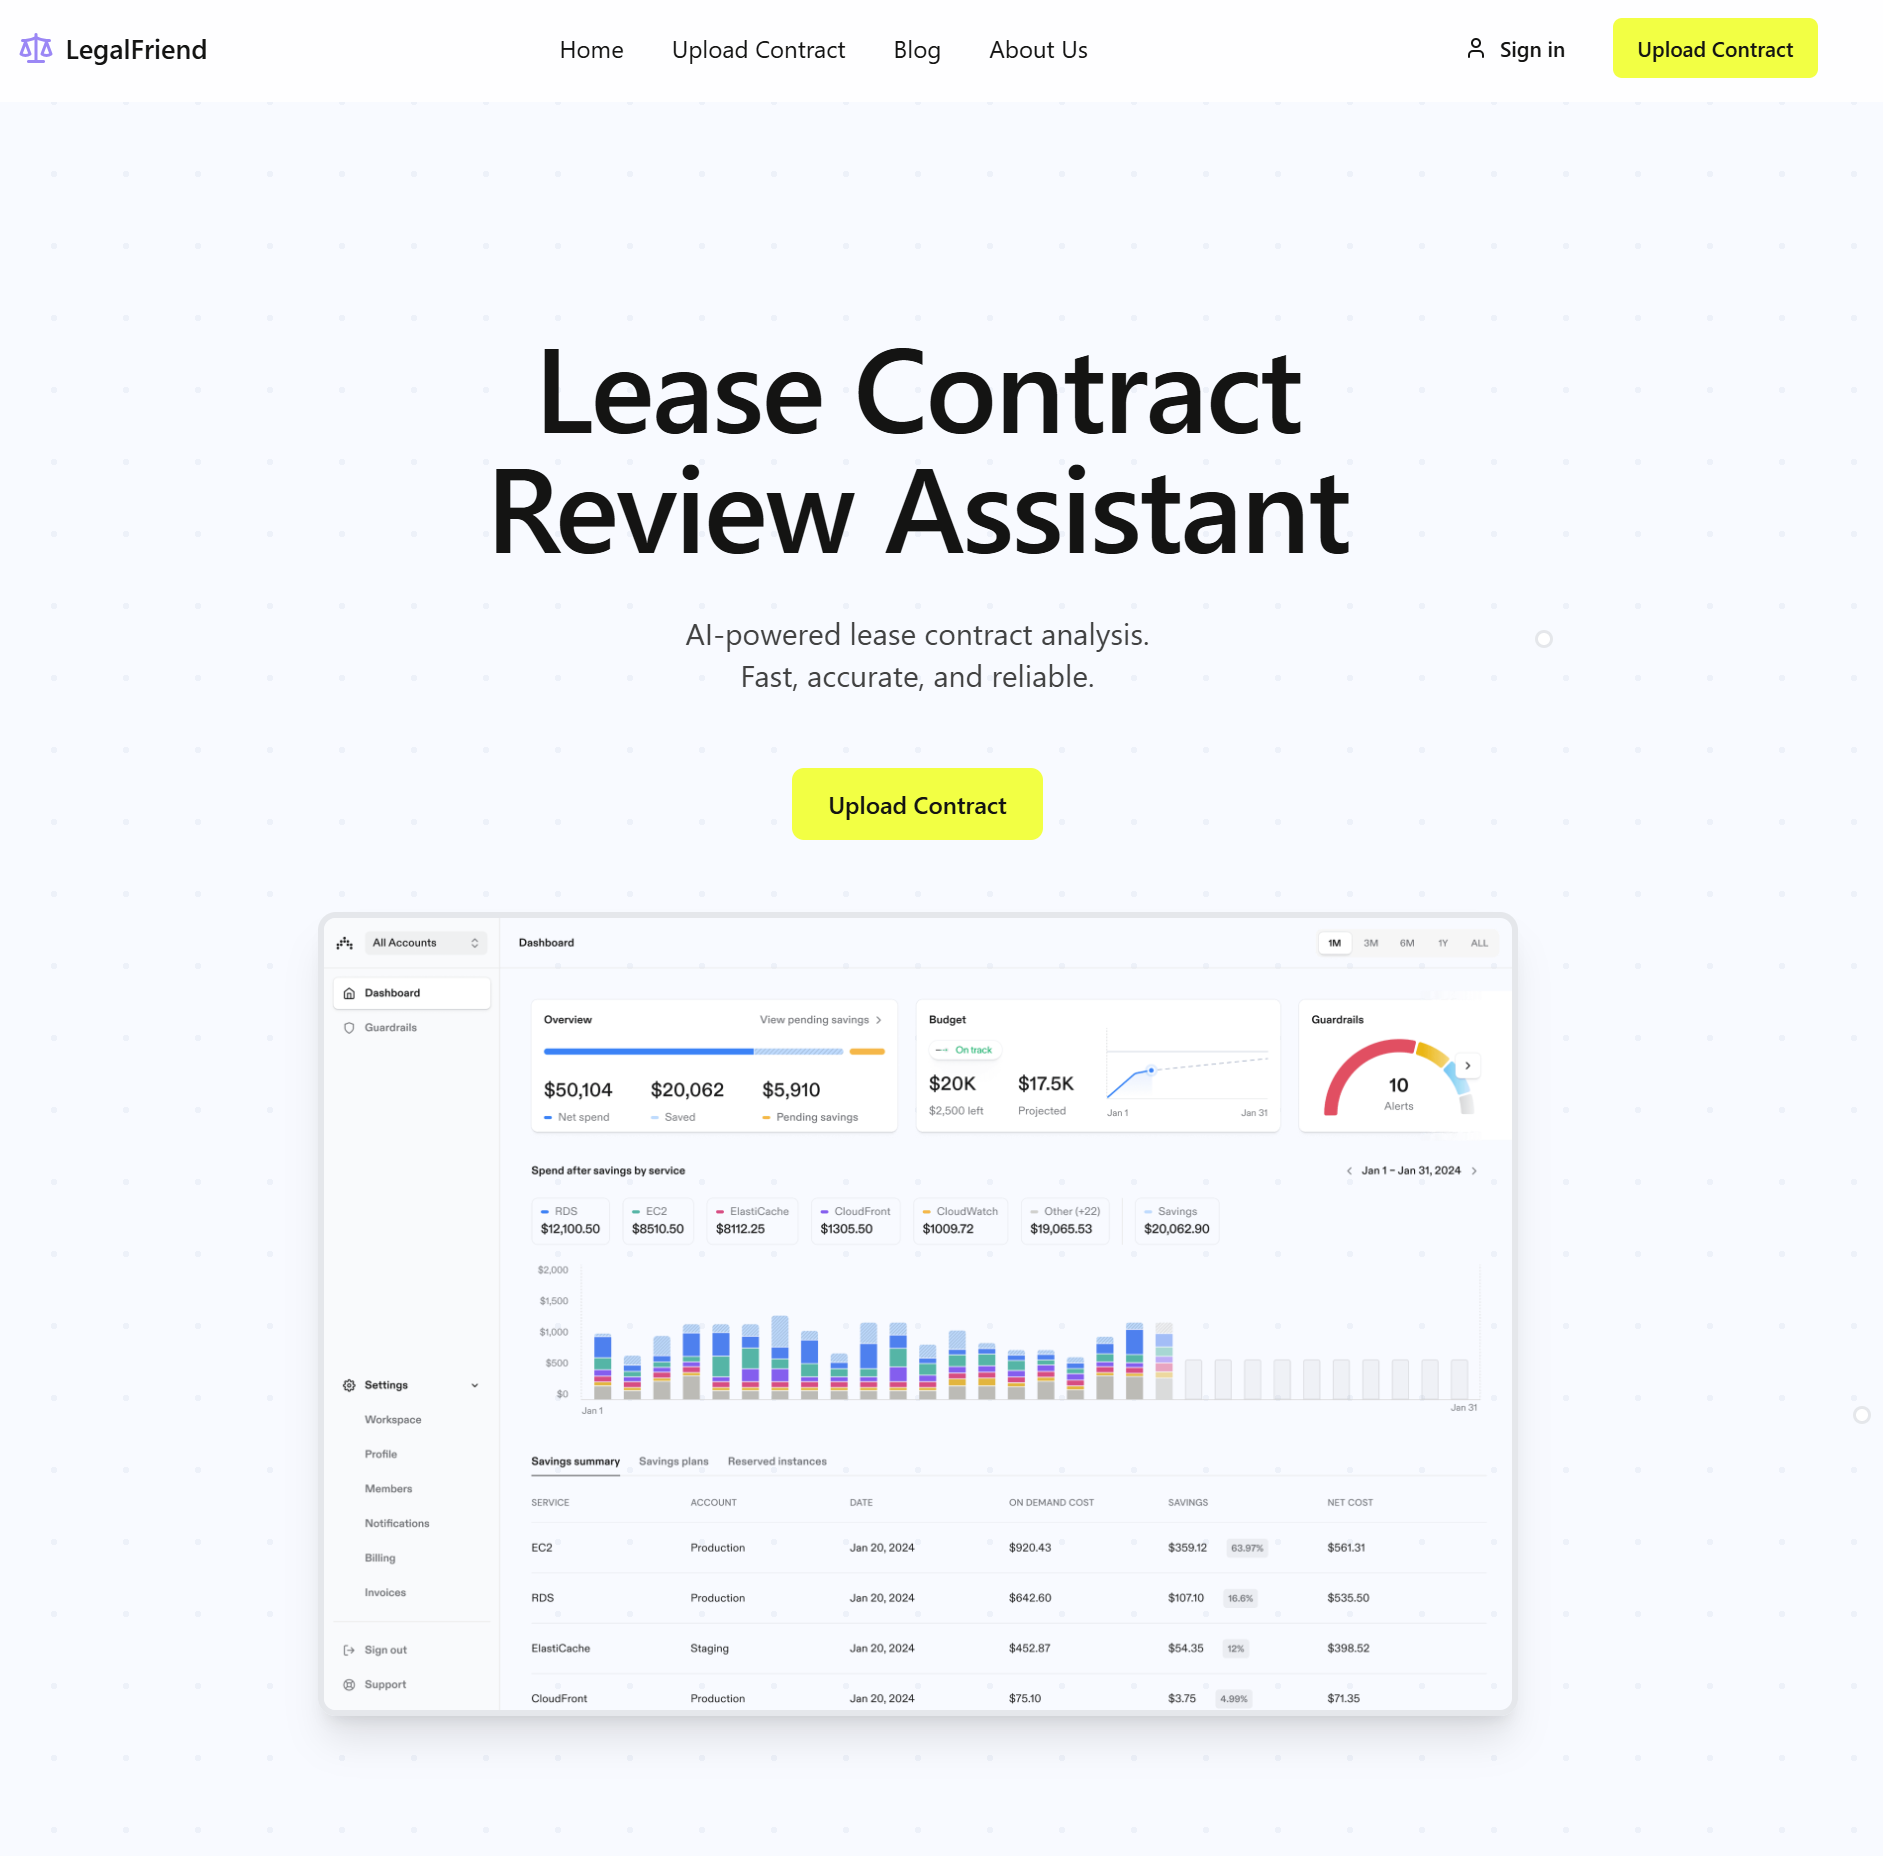 LegalFriend
Home
Upload Contract
Blog
About Us
Sign in
Upload Contract
Lease Contract
Review Assistant
AI-powered lease contract analysis.
Fast, accurate, and reliable.
Upload Contract
All Accounts
Dashboard
1M 3M 6M 1Y ALL
Dashboard
Guardrails
Overview
View pending savings
$50,104 $20,062 $5,910
Net spend Saved Pending savings
Budget
On track
$20K $17.5K
$2,500 left Projected
Jan 1 Jan 31
Guardrails
10
Alerts
Spend after savings by service
Jan 1 – Jan 31, 2024
RDS EC2 ElastiCache CloudFront CloudWatch Other (+22) Savings
$12,100.50 $8510.50 $8112.25 $1305.50 $1009.72 $19,065.53 $20,062.90
$2,000
$1,500
$1,000
$500
$0
Jan 1 Jan 31
Settings
Workspace
Profile
Members
Notifications
Billing
Invoices
Sign out
Support
Savings summary Savings plans Reserved instances
SERVICE ACCOUNT DATE ON DEMAND COST SAVINGS NET COST
EC2 Production Jan 20, 2024 $920.43 $359.12 63.97% $561.31
RDS Production Jan 20, 2024 $642.60 $107.10 16.6% $535.50
ElastiCache Staging Jan 20, 2024 $452.87 $54.35 12% $398.52
CloudFront Production Jan 20, 2024 $75.10 $3.75 4.99% $71.35